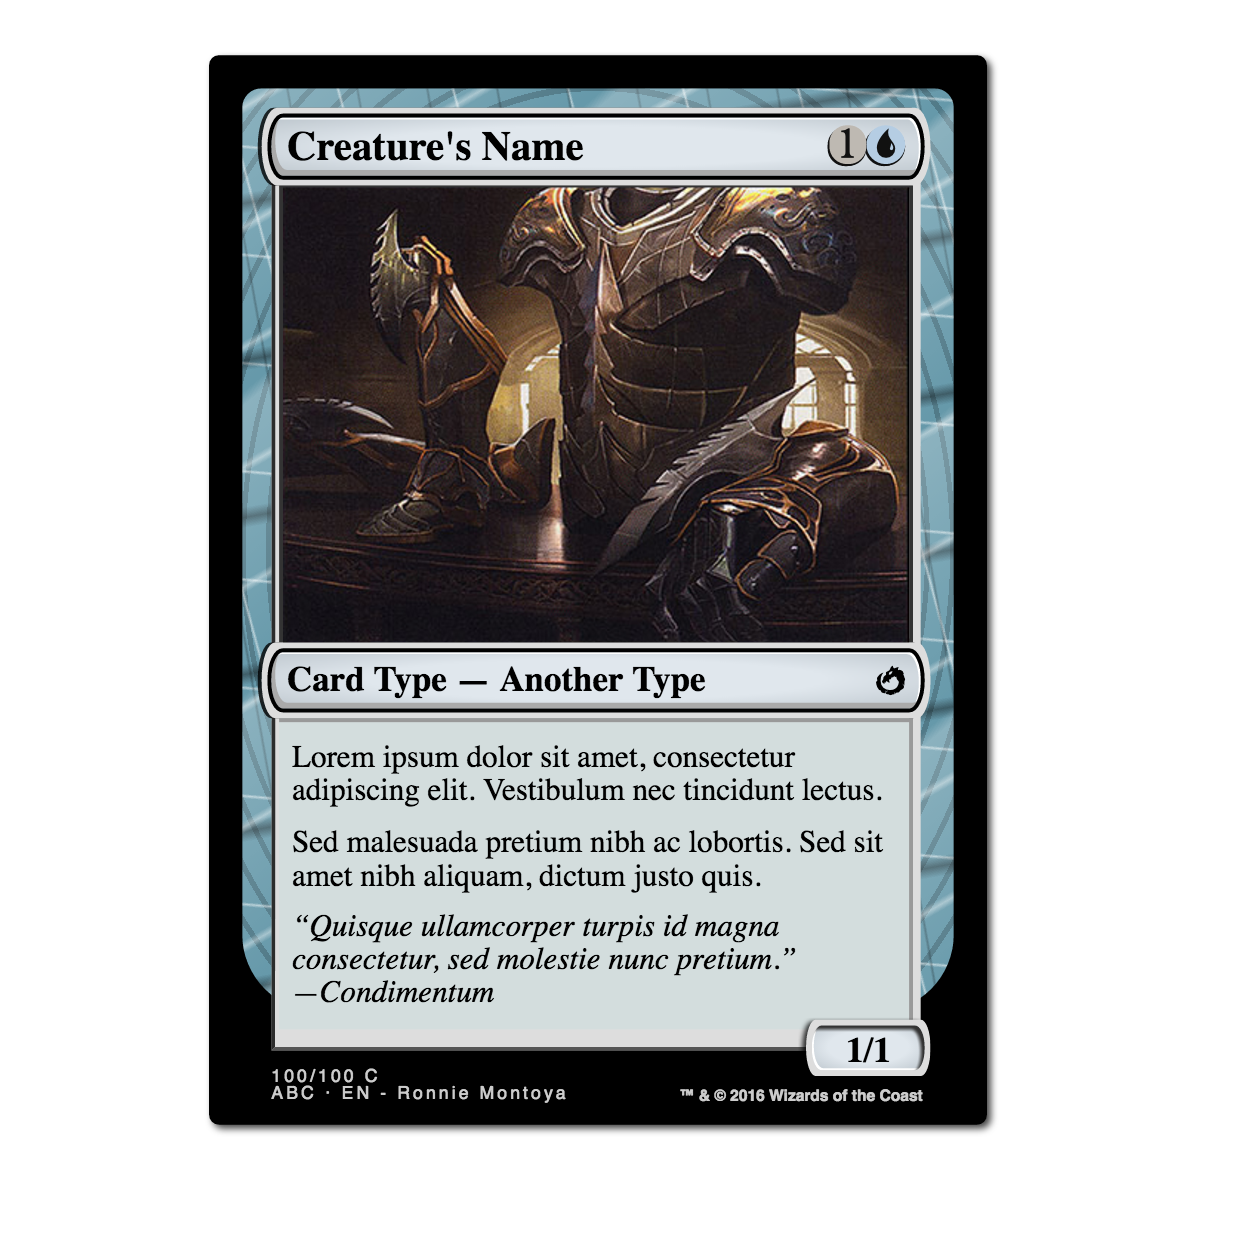 Creature's Name 1
Card Type — Another Type
Lorem ipsum dolor sit amet, consectetur
adipiscing elit. Vestibulum nec tincidunt lectus.
Sed malesuada pretium nibh ac lobortis. Sed sit
amet nibh aliquam, dictum justo quis.
“Quisque ullamcorper turpis id magna
consectetur, sed molestie nunc pretium.”
—Condimentum
1/1
100/100 C
ABC · EN - Ronnie Montoya
™ & © 2016 Wizards of the Coast